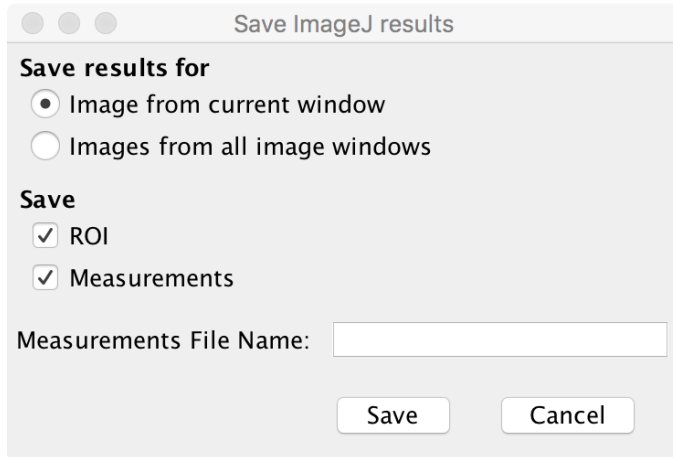 Save ImageJ results
Save results for
Image from current window
Images from all image windows
Save
ROI
Measurements
Measurements File Name:
Save Cancel